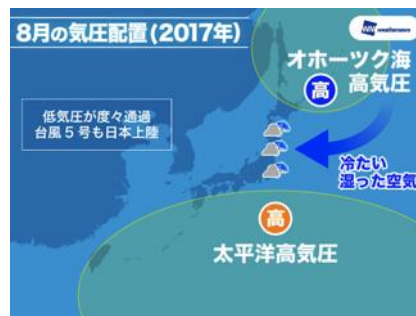 8月の気圧配置(2017年)
weathernews
オホーツク海
高気圧
高
低気圧が度々通過
台風5号も日本上陸
冷たい
湿った空気
高
太平洋高気圧